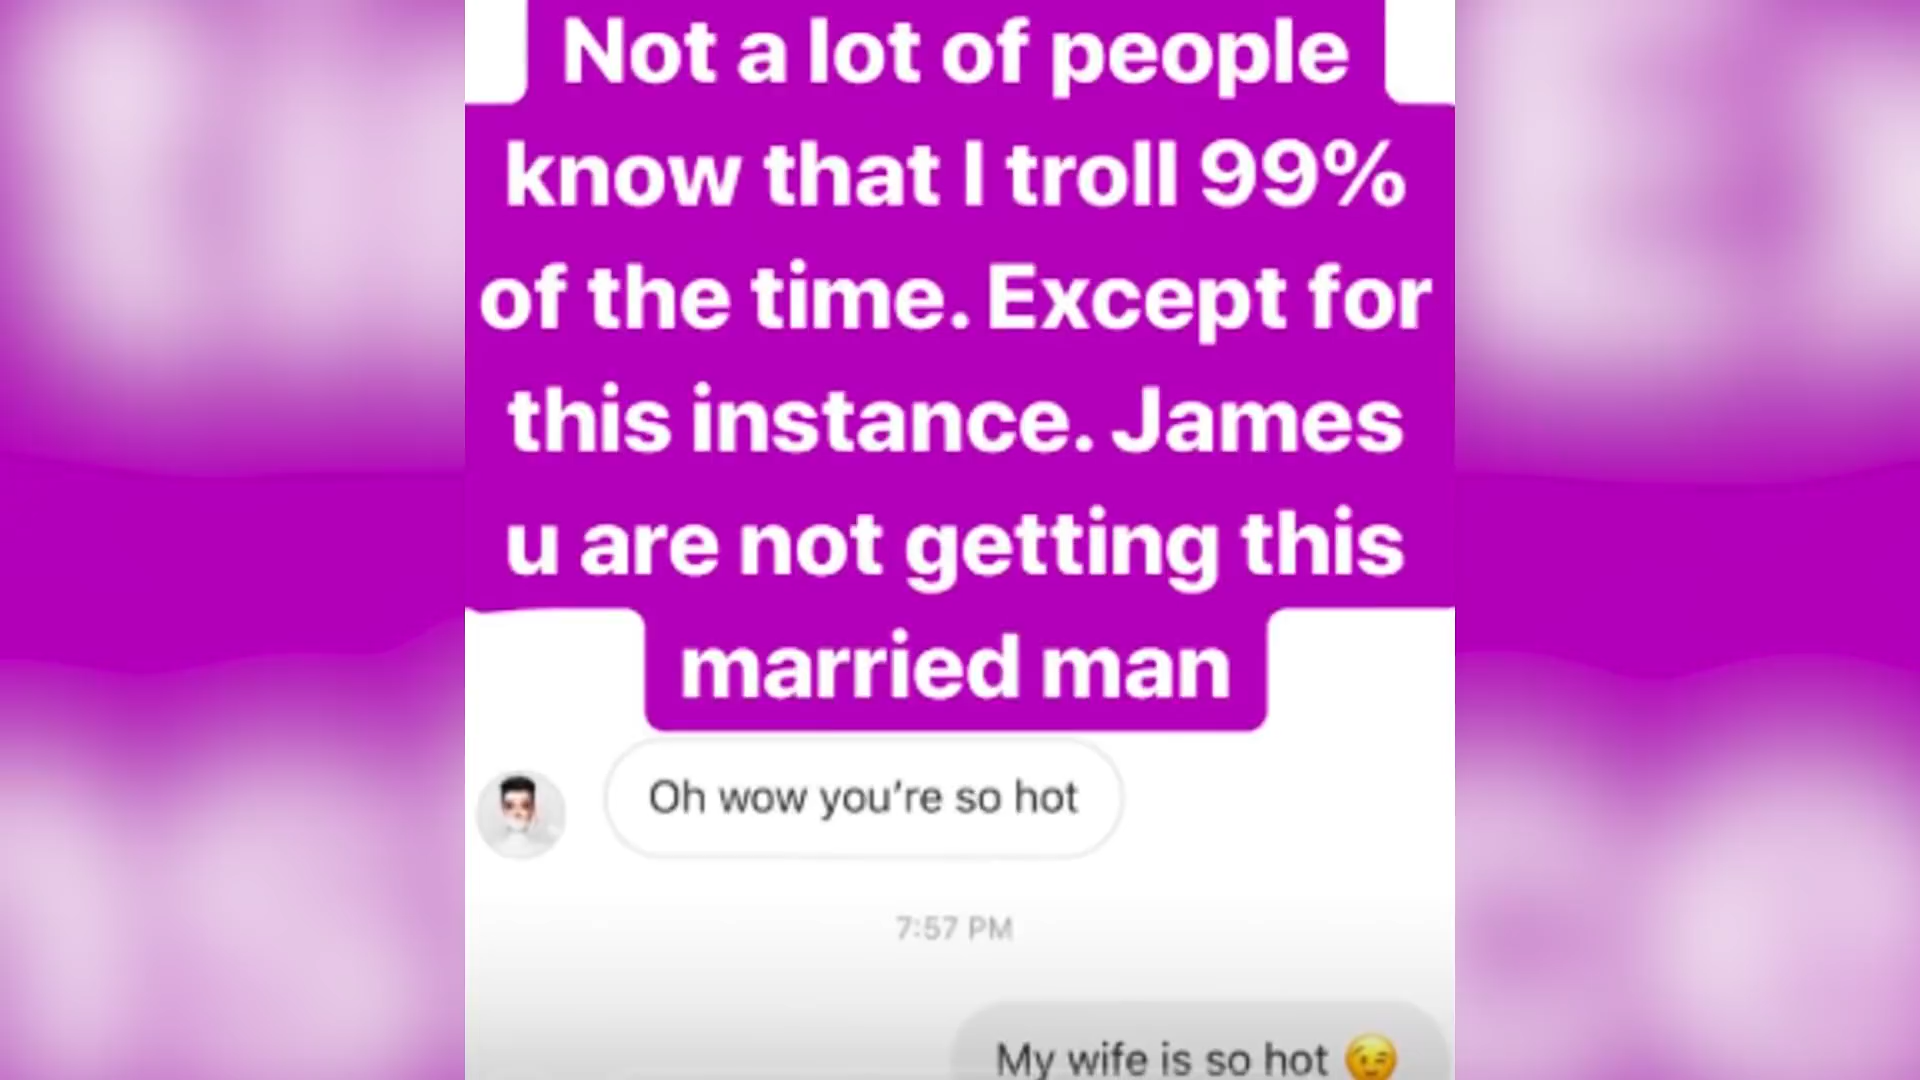 Not a lot of people
know that I troll 99%
of the time. Except for
this instance. James
u are not getting this
married man
Oh wow you're so hot
7:57 PM
My wife is so hot 😉